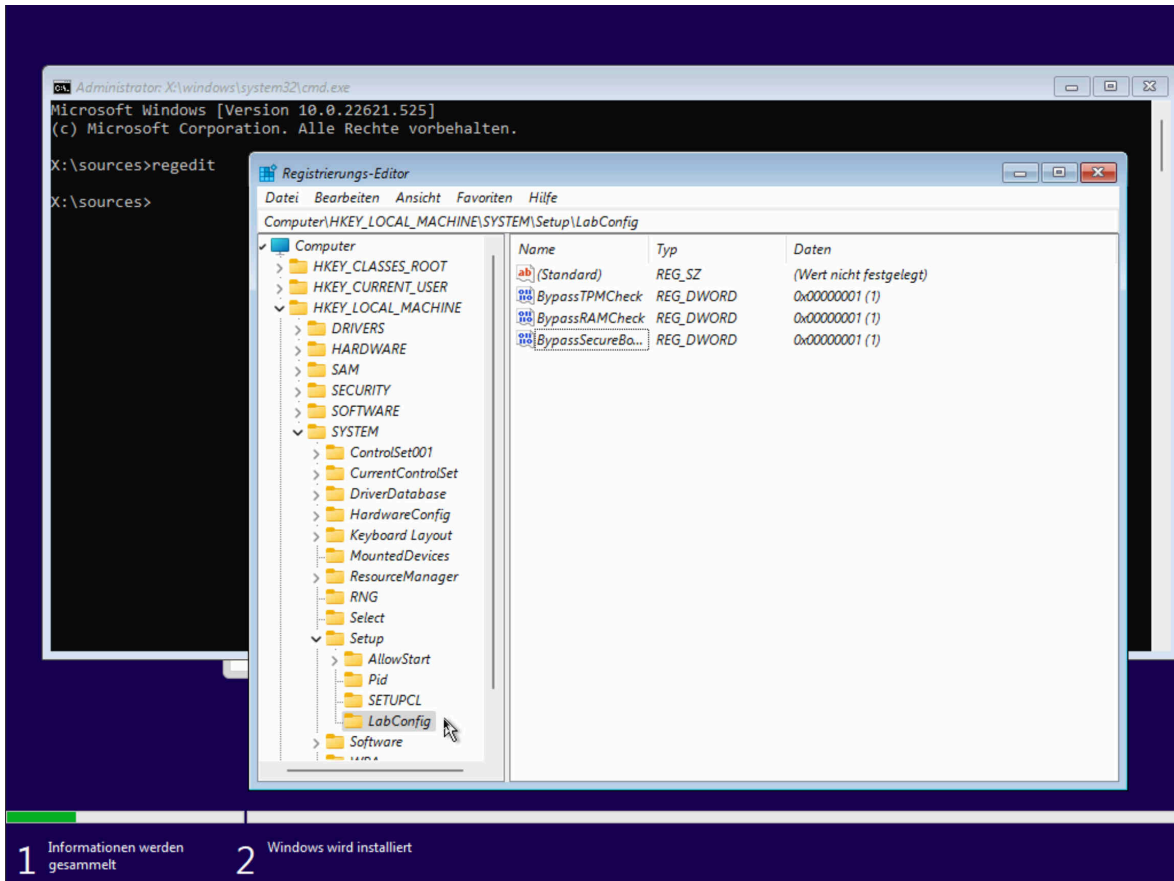 Administrator: X:\windows\system32\cmd.exe
Microsoft Windows [Version 10.0.22621.525]
(c) Microsoft Corporation. Alle Rechte vorbehalten.
X:\sources>regedit
X:\sources>
Registrierungs-Editor
Datei Bearbeiten Ansicht Favoriten Hilfe
Computer\HKEY_LOCAL_MACHINE\SYSTEM\Setup\LabConfig
Computer
HKEY_CLASSES_ROOT
HKEY_CURRENT_USER
HKEY_LOCAL_MACHINE
DRIVERS
HARDWARE
SAM
SECURITY
SOFTWARE
SYSTEM
ControlSet001
CurrentControlSet
DriverDatabase
HardwareConfig
Keyboard Layout
MountedDevices
ResourceManager
RNG
Select
Setup
AllowStart
Pid
SETUPCL
LabConfig
Software
Name Typ Daten
(Standard) REG_SZ (Wert nicht festgelegt)
BypassTPMCheck REG_DWORD 0x00000001 (1)
BypassRAMCheck REG_DWORD 0x00000001 (1)
BypassSecureBo... REG_DWORD 0x00000001 (1)
1 Informationen werden
gesammelt
2 Windows wird installiert